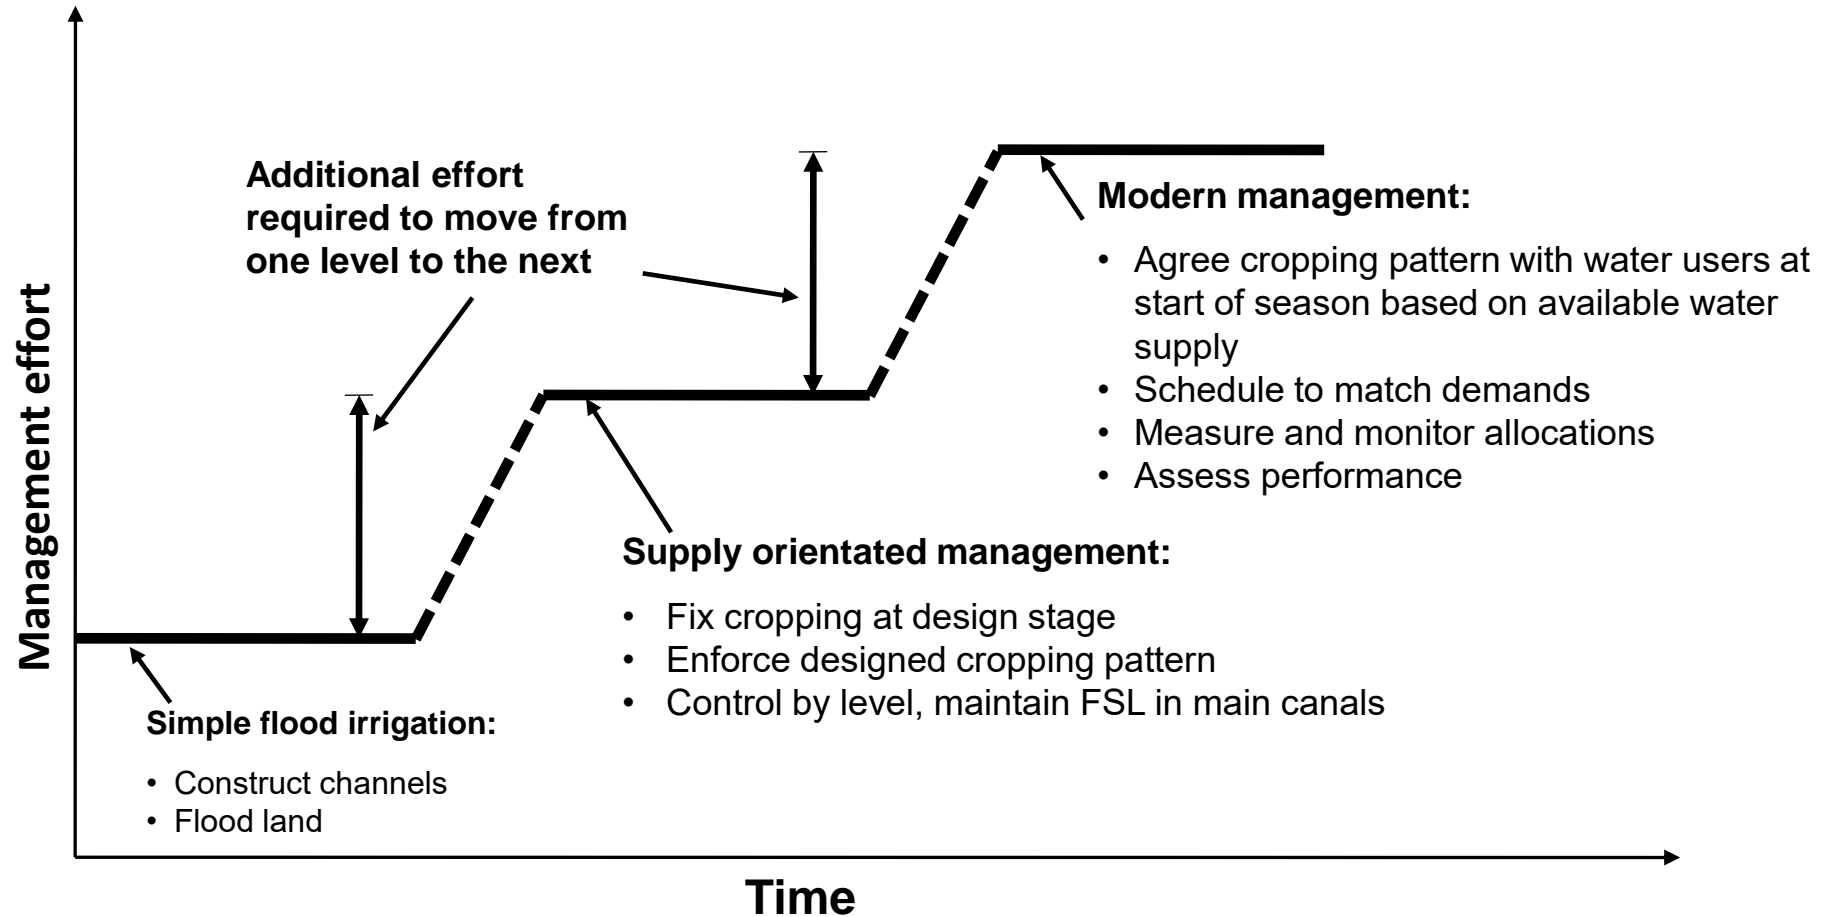 Additional effort
required to move from
one level to the next
Modern management:
• Agree cropping pattern with water users at
start of season based on available water
supply
• Schedule to match demands
• Measure and monitor allocations
• Assess performance
Management effort
Supply orientated management:
• Fix cropping at design stage
• Enforce designed cropping pattern
• Control by level, maintain FSL in main canals
Simple flood irrigation:
• Construct channels
• Flood land
Time